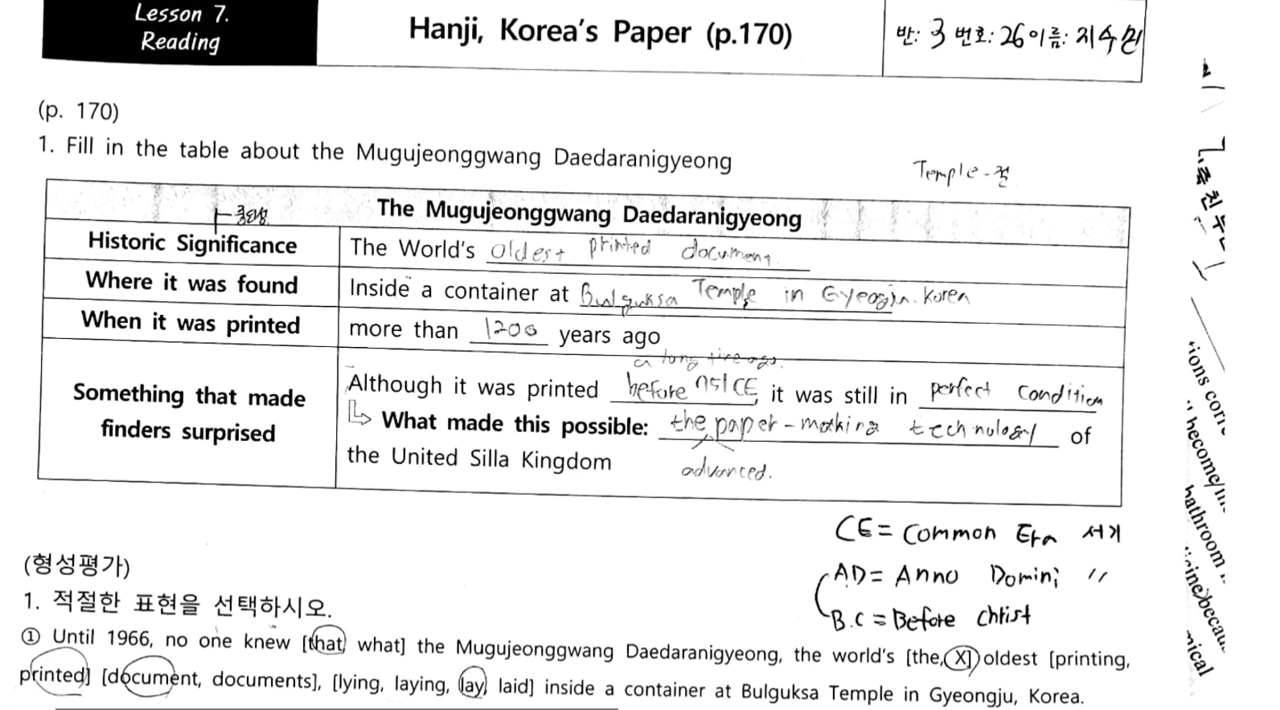 Lesson 7.
Reading
Hanji, Korea's Paper (p.170)
반: 3 번호: 26 이름: 지수민
(p. 170)
1. Fill in the table about the Mugujeonggwang Daedaranigyeong
Temple - 절
The Mugujeonggwang Daedaranigyeong
Historic Significance
The World's oldest printed document
Where it was found
Inside a container at Bulguksa Temple in Korea
When it was printed
more than 1200 years ago
a long time ago.
Something that made
finders surprised
Although it was printed before 751 CE, it was still in perfect condition
What made this possible: the paper-making technology of
the United Silla Kingdom
advanced.
CE = Common Era 서기
AD = Anno Domini 〃
B.C = Before Christ
(형성평가)
1. 적절한 표현을 선택하시오.
① Until 1966, no one knew [that, what] the Mugujeonggwang Daedaranigyeong, the world's [the, X] oldest [printing,
printed] [document, documents], [lying, laying, lay, laid] inside a container at Bulguksa Temple in Gyeongju, Korea.